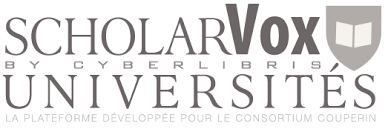 SCHOLARVOX
BY CYBERLIBRIS
UNIVERSITÉS
LA PLATEFORME DÉVELOPPÉE POUR LE CONSORTIUM COUPERIN